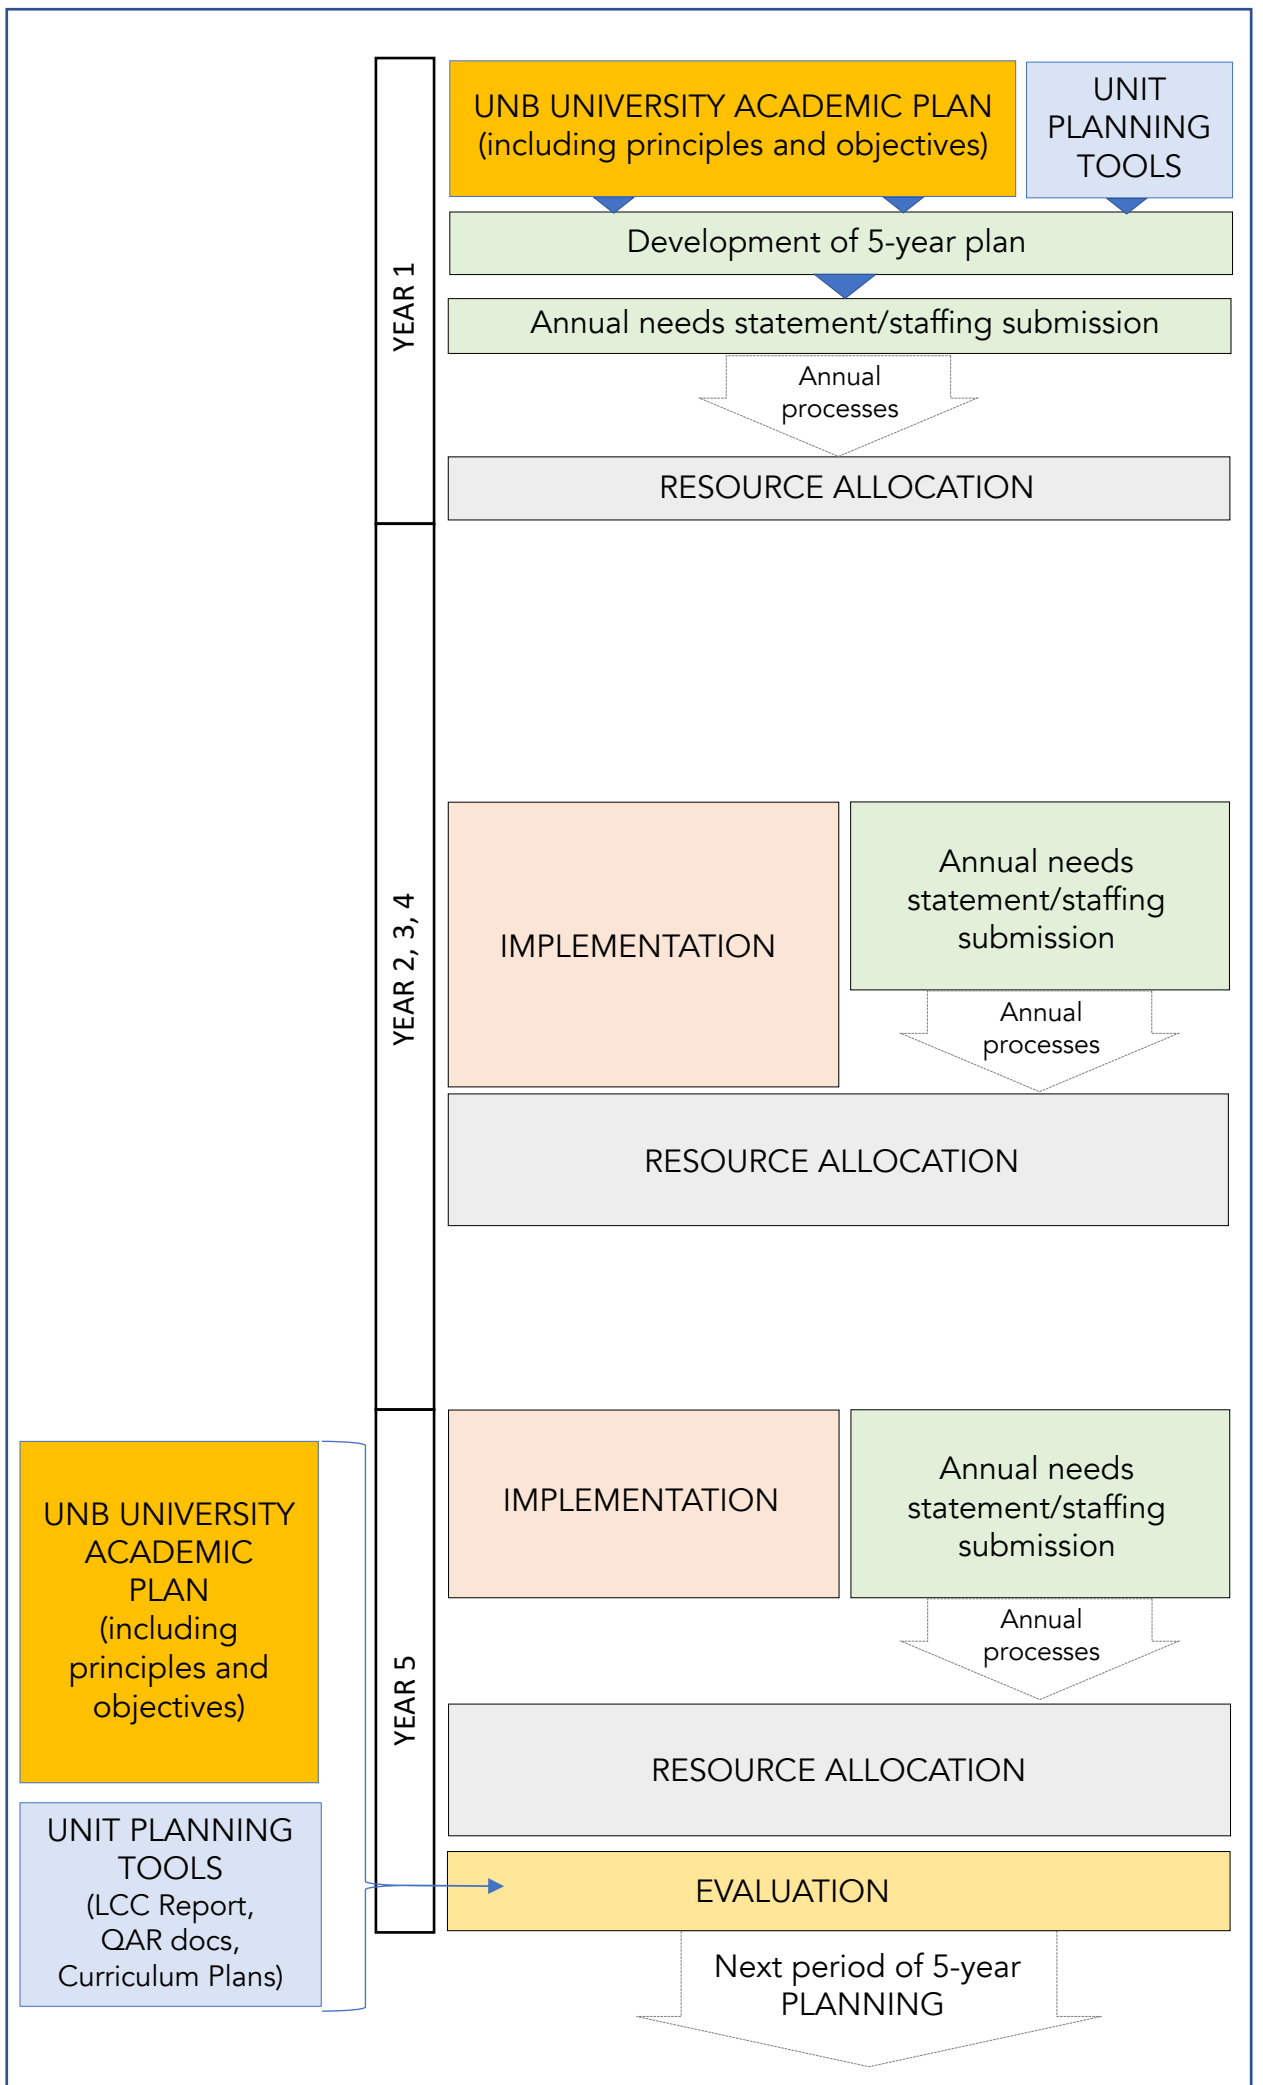 YEAR 1
UNB UNIVERSITY ACADEMIC PLAN
(including principles and objectives)
UNIT
PLANNING
TOOLS
Development of 5-year plan
Annual needs statement/staffing submission
Annual
processes
RESOURCE ALLOCATION
YEAR 2, 3, 4
IMPLEMENTATION
Annual needs
statement/staffing
submission
Annual
processes
RESOURCE ALLOCATION
YEAR 5
IMPLEMENTATION
Annual needs
statement/staffing
submission
Annual
processes
RESOURCE ALLOCATION
UNB UNIVERSITY
ACADEMIC
PLAN
(including
principles and
objectives)
UNIT PLANNING
TOOLS
(LCC Report,
QAR docs,
Curriculum Plans)
EVALUATION
Next period of 5-year
PLANNING